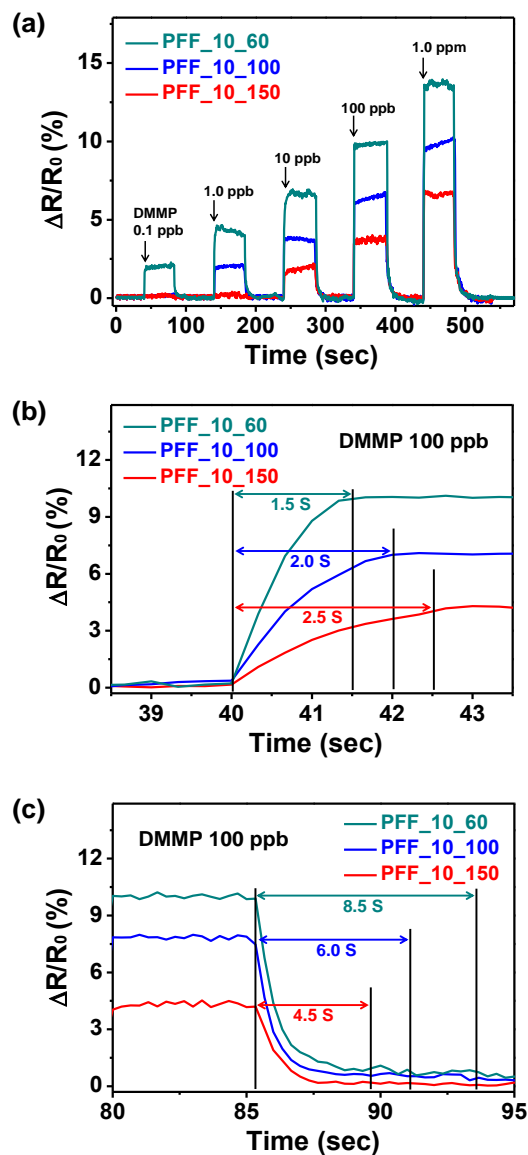 (a)
PFF_10_60
PFF_10_100
PFF_10_150
DMMP
0.1 ppb
1.0 ppb
10 ppb
100 ppb
1.0 ppm
ΔR/R₀ (%)
15
10
5
0
0 100 200 300 400 500
Time (sec)
(b)
PFF_10_60
PFF_10_100
PFF_10_150
DMMP 100 ppb
1.5 S
2.0 S
2.5 S
ΔR/R₀ (%)
12
9
6
3
0
39 40 41 42 43
Time (sec)
(c)
DMMP 100 ppb
PFF_10_60
PFF_10_100
PFF_10_150
8.5 S
6.0 S
4.5 S
ΔR/R₀ (%)
12
9
6
3
0
80 85 90 95
Time (sec)